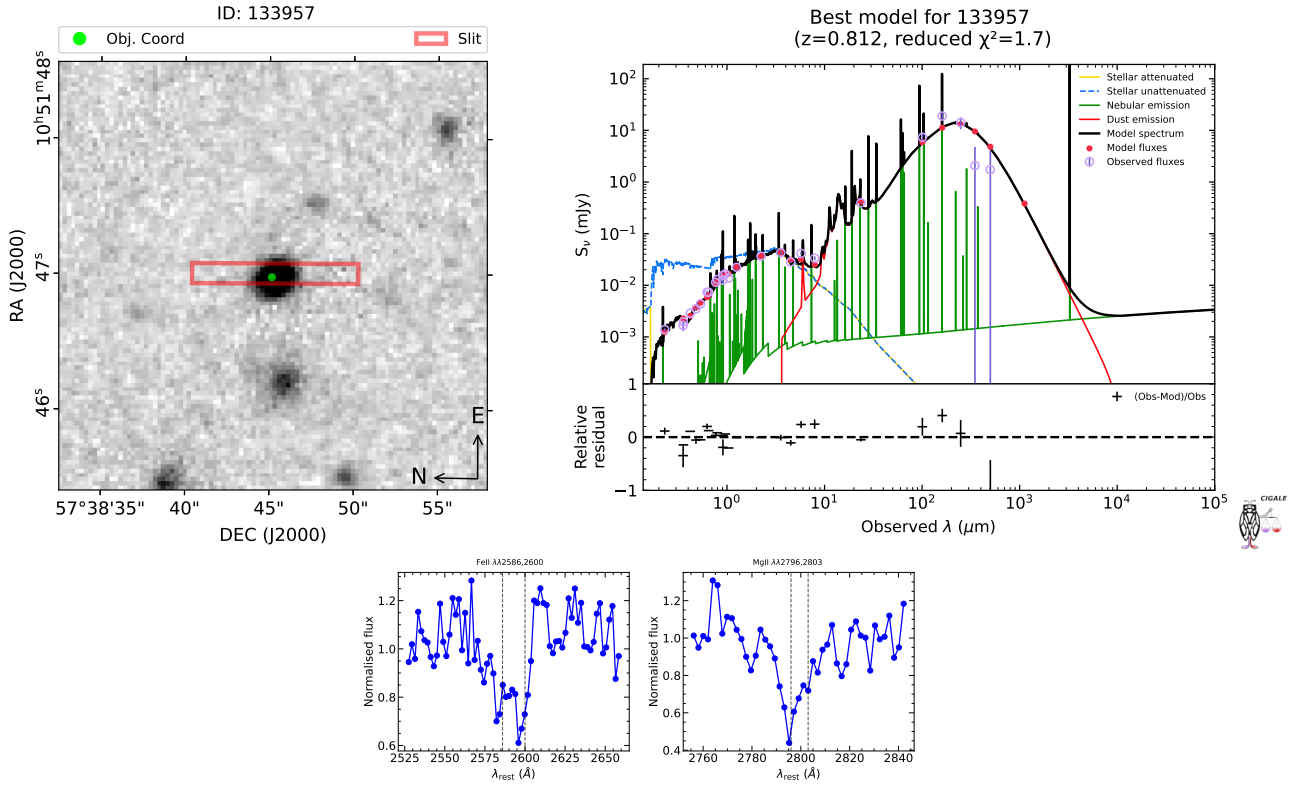 ID: 133957
Obj. Coord
Slit
10ʰ51ᵐ48ˢ
47ˢ
46ˢ
RA (J2000)
E
N
57°38'35"
40"
45"
50"
55"
DEC (J2000)
Best model for 133957
(z=0.812, reduced χ²=1.7)
Stellar attenuated
Stellar unattenuated
Nebular emission
Dust emission
Model spectrum
Model fluxes
Observed fluxes
10²
10¹
10⁰
10⁻¹
10⁻²
10⁻³
S_ν (mJy)
1
0
−1
Relative
residual
(Obs-Mod)/Obs
10⁰
10¹
10²
10³
10⁴
10⁵
Observed λ (μm)
CIGALE
FeII λλ2586,2600
1.2
1.0
0.8
0.6
Normalised flux
2525
2550
2575
2600
2625
2650
λ_rest (Å)
MgII λλ2796,2803
1.2
1.0
0.8
0.6
0.4
Normalised flux
2760
2780
2800
2820
2840
λ_rest (Å)